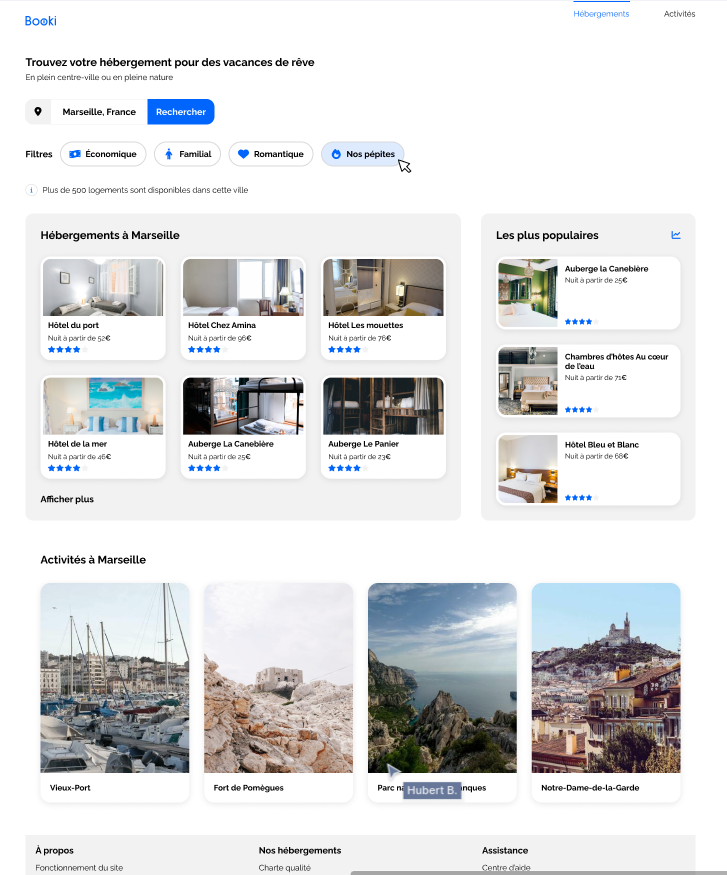 Booki
Hébergements
Activités
Trouvez votre hébergement pour des vacances de rêve
En plein centre-ville ou en pleine nature
Marseille, France
Rechercher
Filtres
Économique
Familial
Romantique
Nos pépites
i
Plus de 500 logements sont disponibles dans cette ville
Hébergements à Marseille
Hôtel du port
Nuit à partir de 52€
Hôtel Chez Amina
Nuit à partir de 96€
Hôtel Les mouettes
Nuit à partir de 76€
Hôtel de la mer
Nuit à partir de 46€
Auberge La Canebière
Nuit à partir de 25€
Auberge Le Panier
Nuit à partir de 23€
Afficher plus
Les plus populaires
Auberge la Canebière
Nuit à partir de 25€
Chambres d'hôtes Au cœur
de l'eau
Nuit à partir de 71€
Hôtel Bleu et Blanc
Nuit à partir de 68€
Activités à Marseille
Vieux-Port
Fort de Pomègues
Parc
Hubert B.
Notre-Dame-de-la-Garde
À propos
Fonctionnement du site
Nos hébergements
Charte qualité
Assistance
Centre d'aide